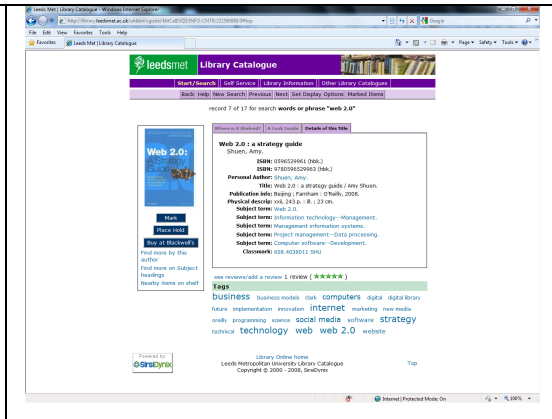 Leeds Met | Library Catalogue - Windows Internet Explorer
Google
File Edit View Favorites Tools Help
Favorites Leeds Met | Library Catalogue
Page Safety Tools
leedsmet Library Catalogue
Start/Search Self Service Library Information Other Library Catalogues
Back Help New Search Previous Next Set Display Options Marked Items
record 7 of 17 for search words or phrase "web 2.0"
Where is it Shelved? A Look Inside Details of this Title
Web 2.0:
A Strategy
Guide
Mark
Place Hold
Buy at Blackwell's
Find more by this
author
Find more on Subject
headings
Nearby items on shelf
Web 2.0 : a strategy guide
Shuen, Amy.
ISBN: 0596529961 (hbk.)
ISBN: 9780596529963 (hbk.)
Personal Author: Shuen, Amy.
Title: Web 2.0 : a strategy guide / Amy Shuen.
Publication info: Beijing ; Farnham : O'Reilly, 2008.
Physical descrip: xxii, 243 p. : ill. ; 23 cm.
Subject term: Web 2.0.
Subject term: Information technology--Management.
Subject term: Management information systems.
Subject term: Project management--Data processing.
Subject term: Computer software--Development.
Classmark: 658.4038011 SHU
see reviews/add a review 1 review ( ★★★★★ )
Tags
business business models clark computers digital digital library
future implementation innovation internet marketing new media
oreilly programming science social media software strategy
technical technology web web 2.0 website
Powered by:
SirsiDynix
Library Online home
Leeds Metropolitan University Library Catalogue
Copyright © 2000 - 2008, SirsiDynix
Top
Internet | Protected Mode: On
100%